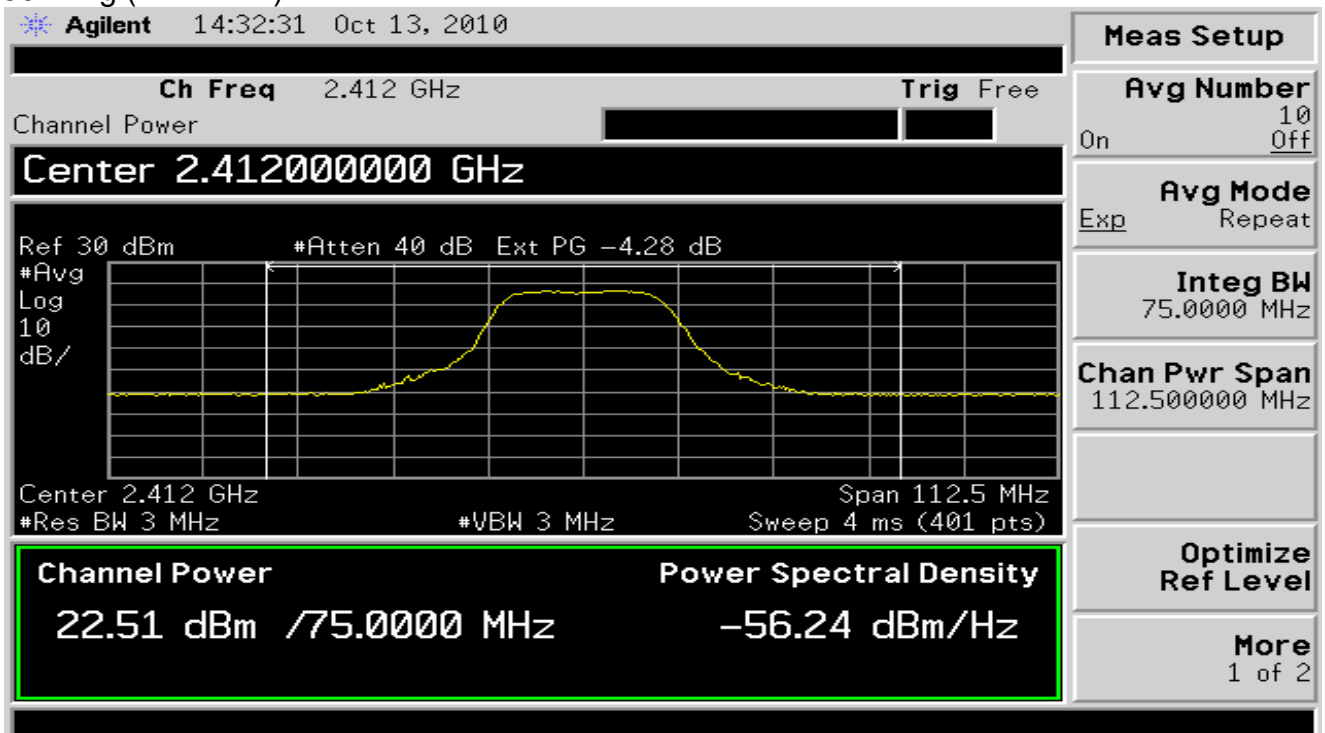 Agilent 14:32:31 Oct 13, 2010
Meas Setup
Ch Freq 2.412 GHz Trig Free
Channel Power
Avg Number
10
On Off
Center 2.412000000 GHz
Avg Mode
Exp Repeat
Ref 30 dBm #Atten 40 dB Ext PG -4.28 dB
#Avg
Log
10
dB/
Integ BW
75.0000 MHz
Chan Pwr Span
112.500000 MHz
Center 2.412 GHz Span 112.5 MHz
#Res BW 3 MHz #VBW 3 MHz Sweep 4 ms (401 pts)
Channel Power Power Spectral Density
22.51 dBm /75.0000 MHz -56.24 dBm/Hz
Optimize
Ref Level
More
1 of 2